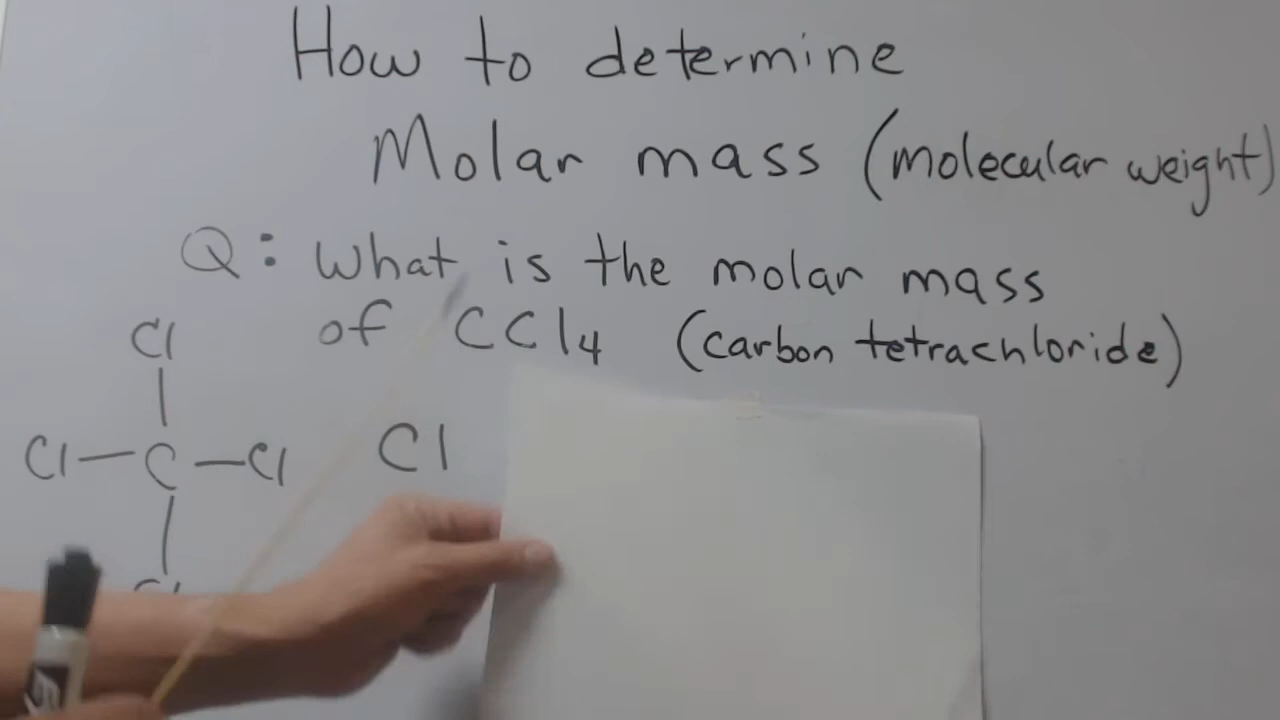 How to determine
Molar mass (molecular weight)
Q: What is the molar mass
of CCl4 (carbon tetrachloride)
Cl
Cl—C—Cl
Cl